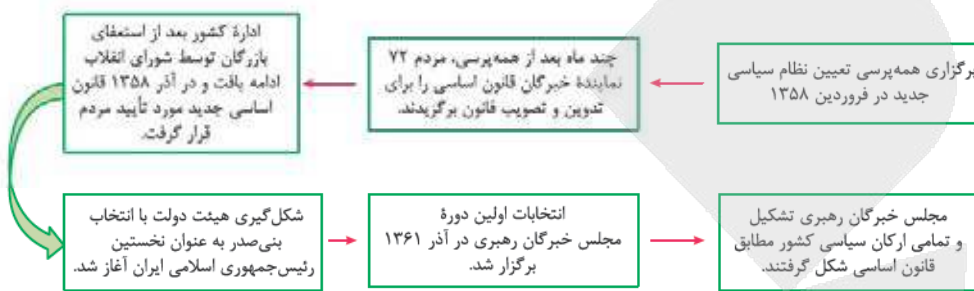 برگزاری همه‌پرسی تعیین نظام سیاسی
جدید در فروردین ۱۳۵۸
چند ماه بعد از همه‌پرسی، مردم ۷۲
نمایندهٔ خبرگان قانون اساسی را برای
تدوین و تصویب قانون برگزیدند.
ادارهٔ کشور بعد از استعفای
بازرگان توسط شورای انقلاب
ادامه یافت و در آذر ۱۳۵۸ قانون
اساسی جدید مورد تأیید مردم
قرار گرفت.
شکل‌گیری هیئت دولت با انتخاب
بنی‌صدر به عنوان نخستین
رئیس‌جمهوری اسلامی ایران آغاز شد.
انتخابات اولین دورهٔ
مجلس خبرگان رهبری در آذر ۱۳۶۱
برگزار شد.
مجلس خبرگان رهبری تشکیل
و تمامی ارکان سیاسی کشور مطابق
قانون اساسی شکل گرفتند.